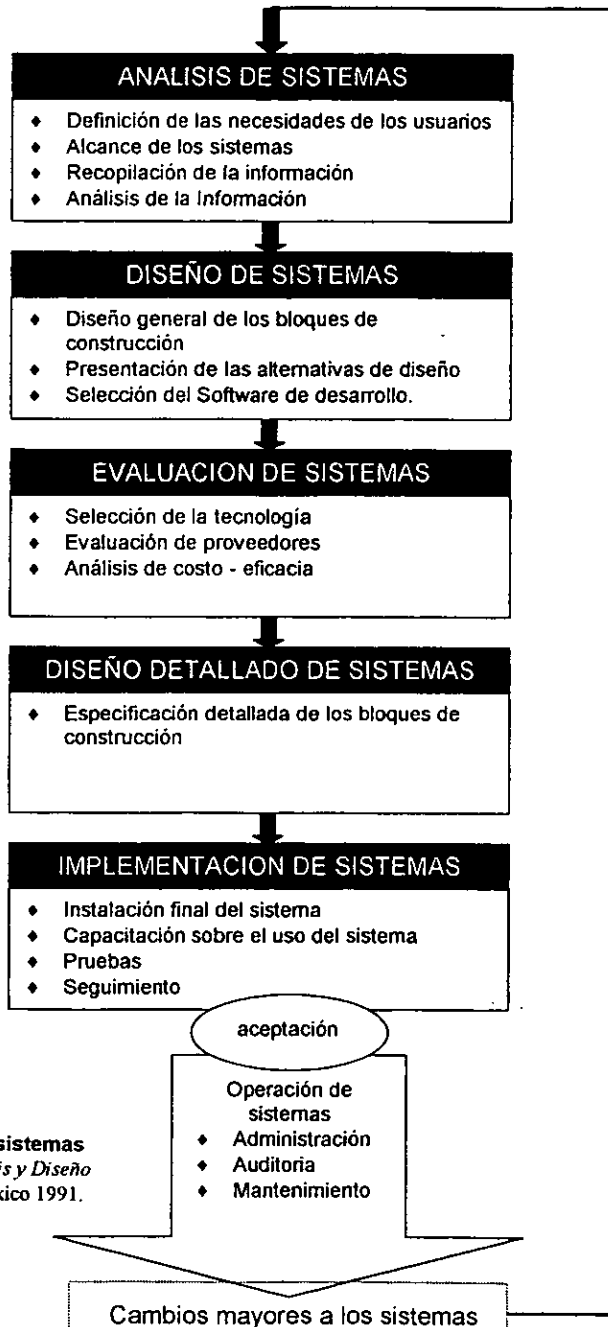 ANALISIS DE SISTEMAS
♦ Definición de las necesidades de los usuarios
♦ Alcance de los sistemas
♦ Recopilación de la información
♦ Análisis de la Información
DISEÑO DE SISTEMAS
♦ Diseño general de los bloques de
construcción
♦ Presentación de las alternativas de diseño
♦ Selección del Software de desarrollo.
EVALUACION DE SISTEMAS
♦ Selección de la tecnología
♦ Evaluación de proveedores
♦ Análisis de costo - eficacia
DISEÑO DETALLADO DE SISTEMAS
♦ Especificación detallada de los bloques de
construcción
IMPLEMENTACION DE SISTEMAS
♦ Instalación final del sistema
♦ Capacitación sobre el uso del sistema
♦ Pruebas
♦ Seguimiento
aceptación
Operación de
sistemas
♦ Administración
♦ Auditoria
♦ Mantenimiento
sistemas
is y Diseño
xico 1991.
Cambios mayores a los sistemas